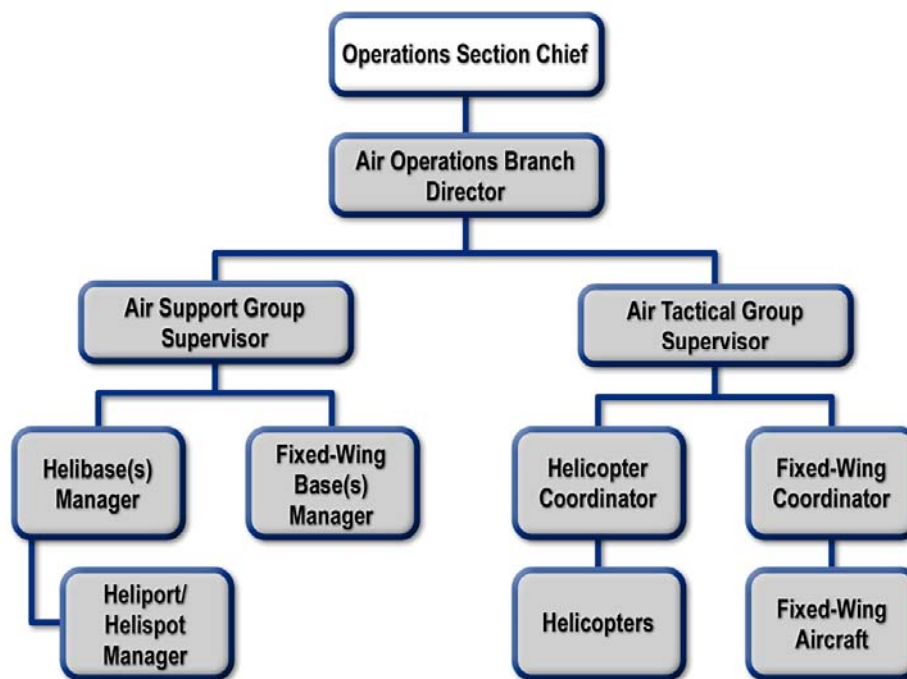 Operations Section Chief
Air Operations Branch
Director
Air Support Group
Supervisor
Air Tactical Group
Supervisor
Helibase(s)
Manager
Fixed-Wing
Base(s)
Manager
Helicopter
Coordinator
Fixed-Wing
Coordinator
Heliport/
Helispot
Manager
Helicopters
Fixed-Wing
Aircraft